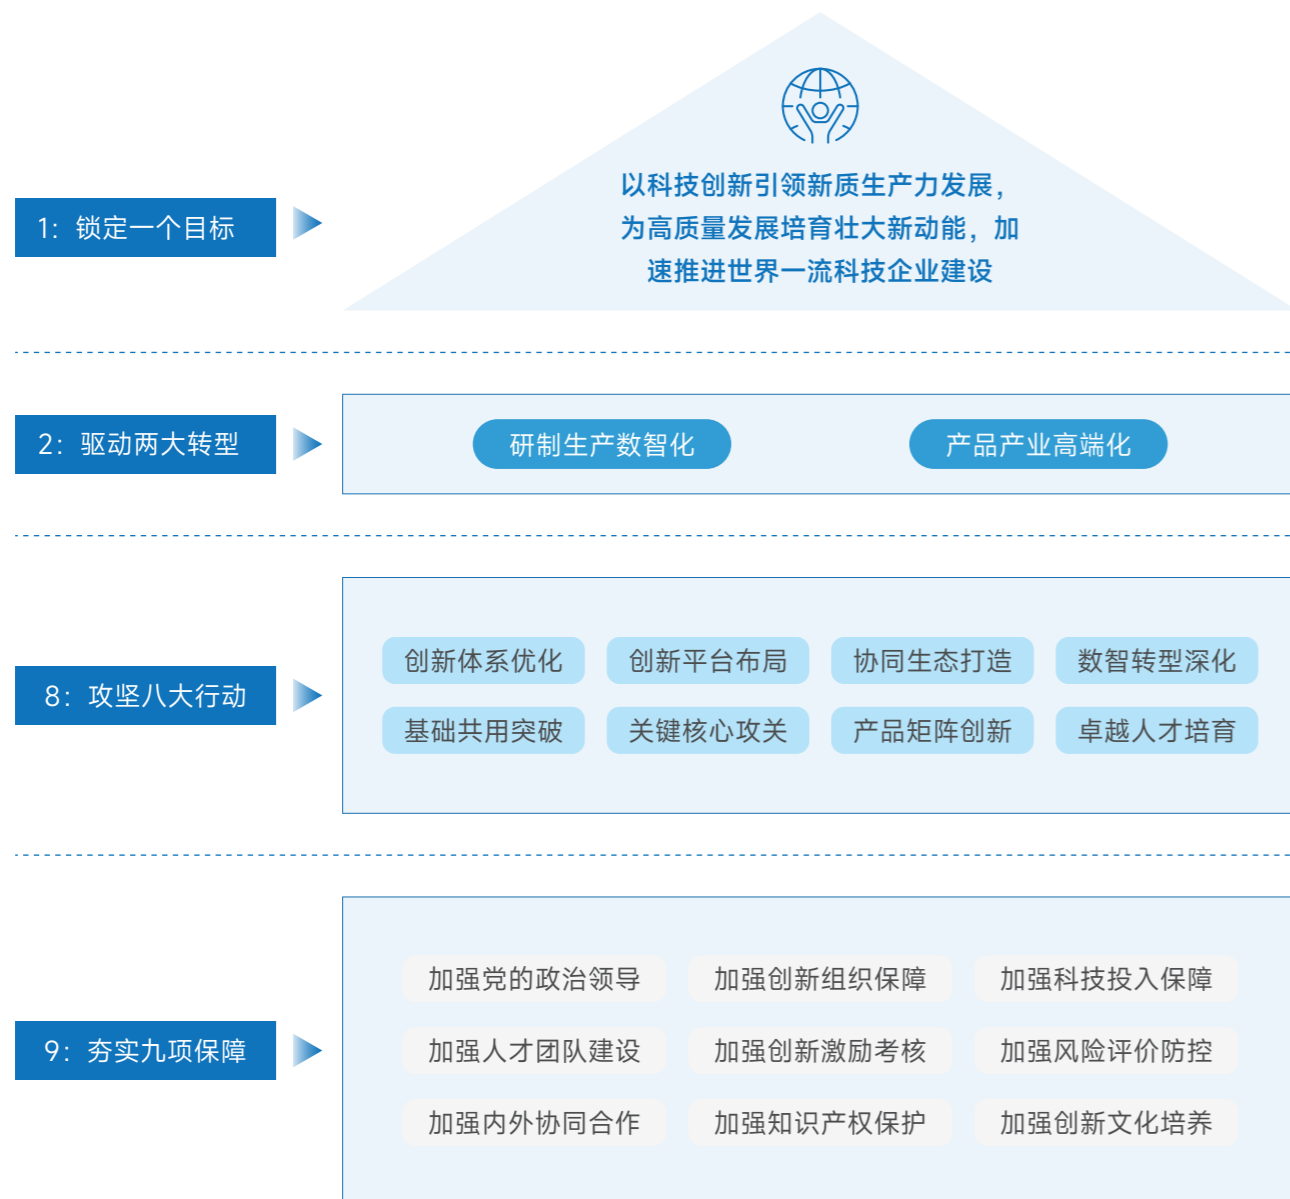 以科技创新引领新质生产力发展，
为高质量发展培育壮大新动能，加
速推进世界一流科技企业建设
1：锁定一个目标
2：驱动两大转型
研制生产数智化
产品产业高端化
8：攻坚八大行动
创新体系优化
创新平台布局
协同生态打造
数智转型深化
基础共用突破
关键核心攻关
产品矩阵创新
卓越人才培育
9：夯实九项保障
加强党的政治领导
加强创新组织保障
加强科技投入保障
加强人才团队建设
加强创新激励考核
加强风险评价防控
加强内外协同合作
加强知识产权保护
加强创新文化培养